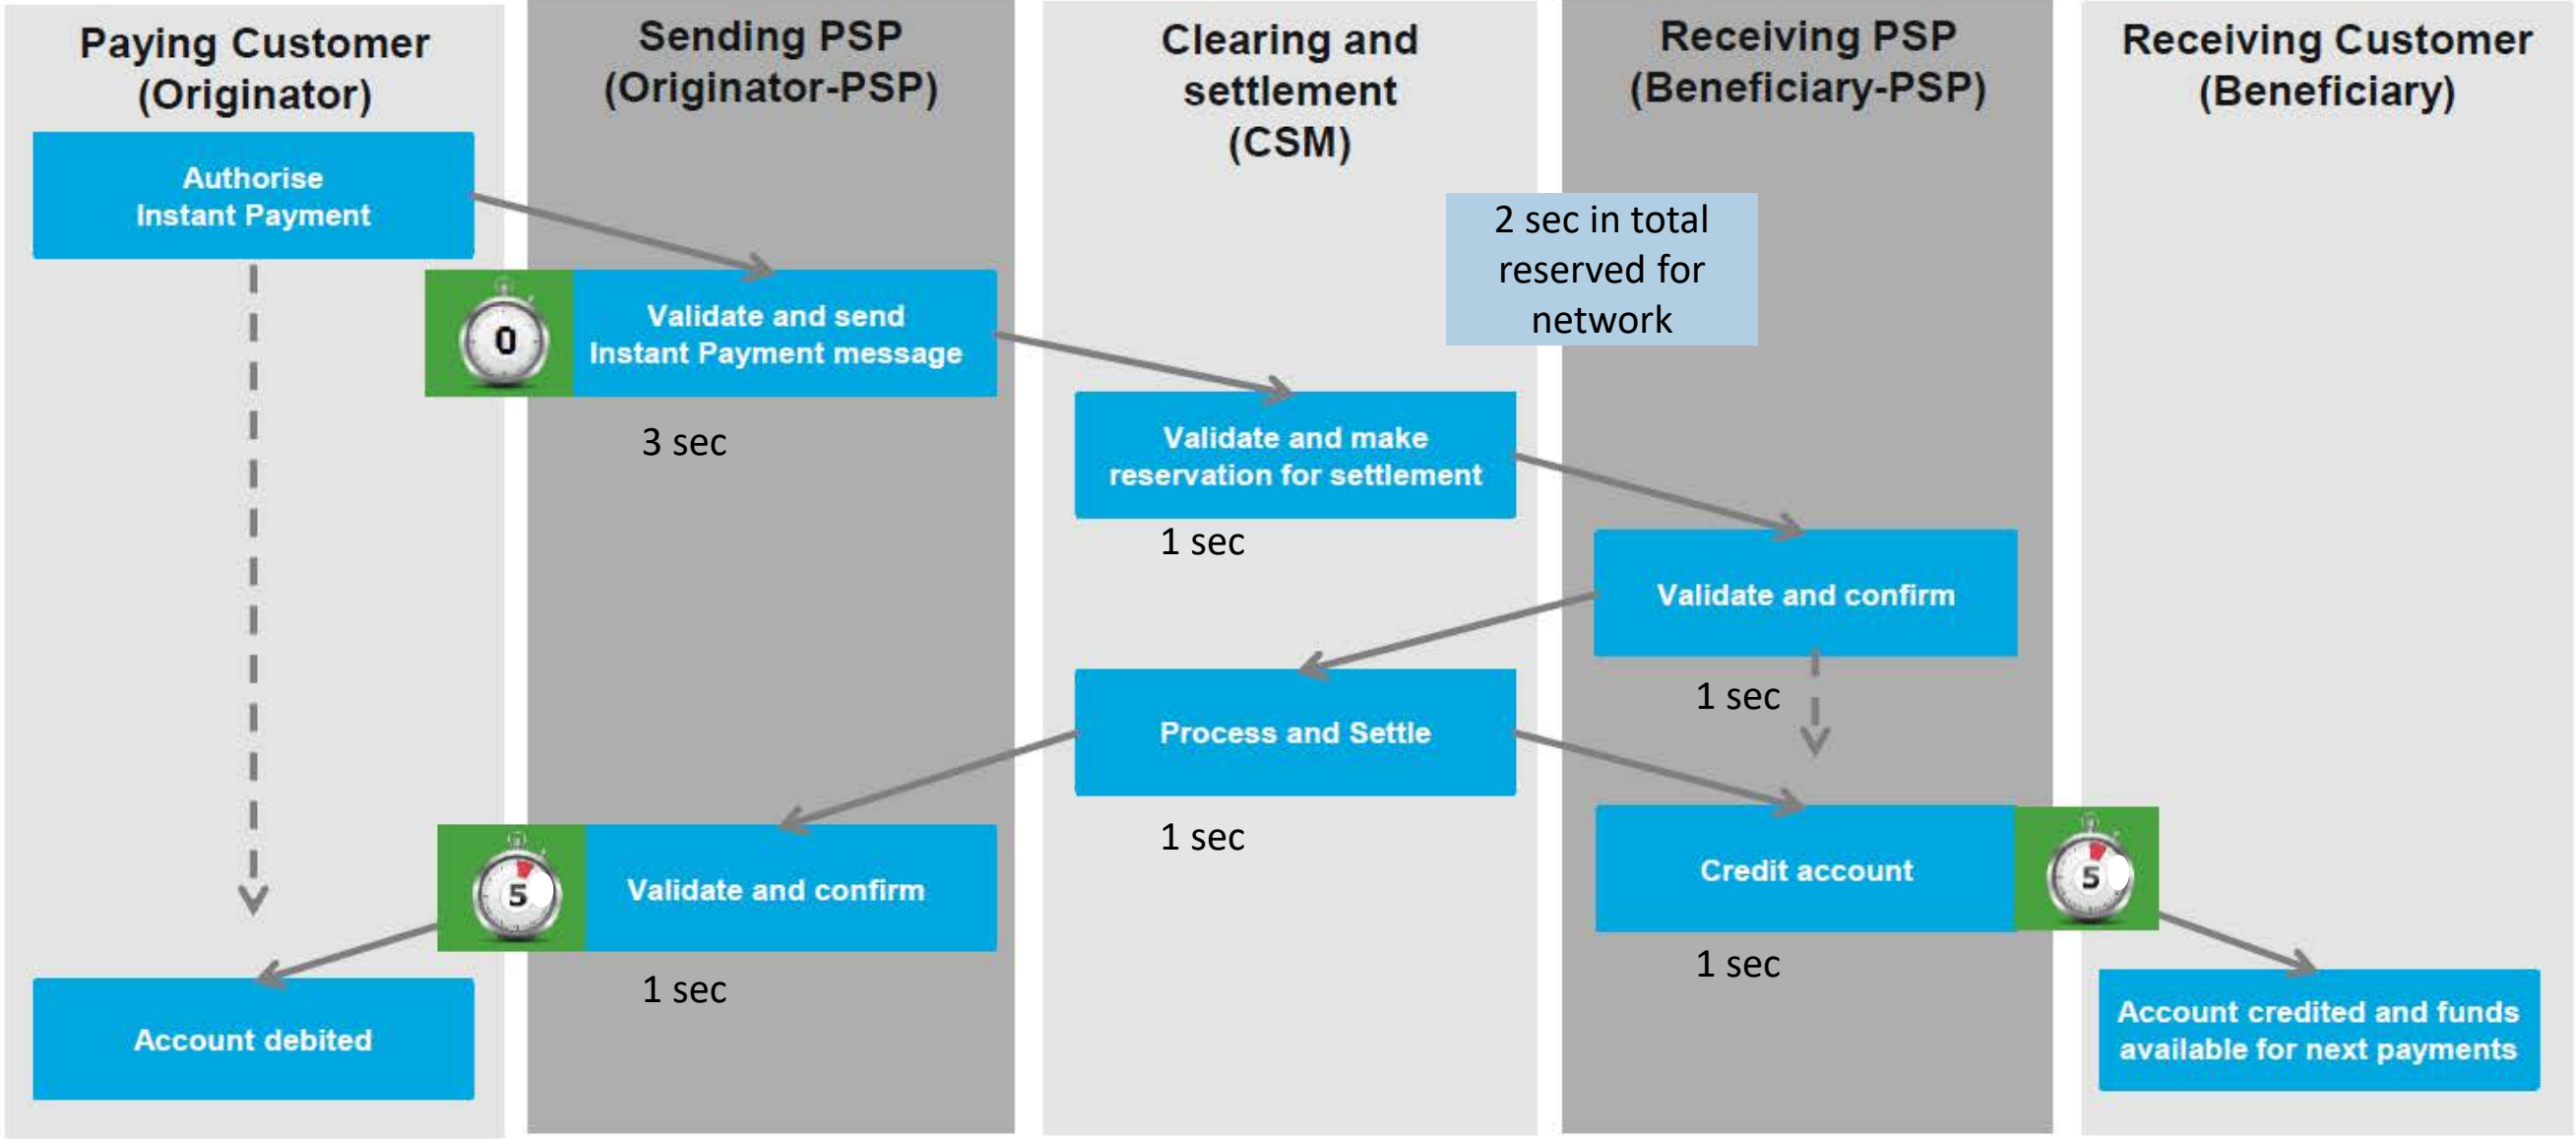 Paying Customer
(Originator)
Sending PSP
(Originator-PSP)
Clearing and
settlement
(CSM)
Receiving PSP
(Beneficiary-PSP)
Receiving Customer
(Beneficiary)
Authorise
Instant Payment
2 sec in total
reserved for
network
0
Validate and send
Instant Payment message
3 sec
Validate and make
reservation for settlement
1 sec
Validate and confirm
1 sec
Process and Settle
1 sec
5
Validate and confirm
1 sec
Credit account
5
1 sec
Account debited
Account credited and funds
available for next payments